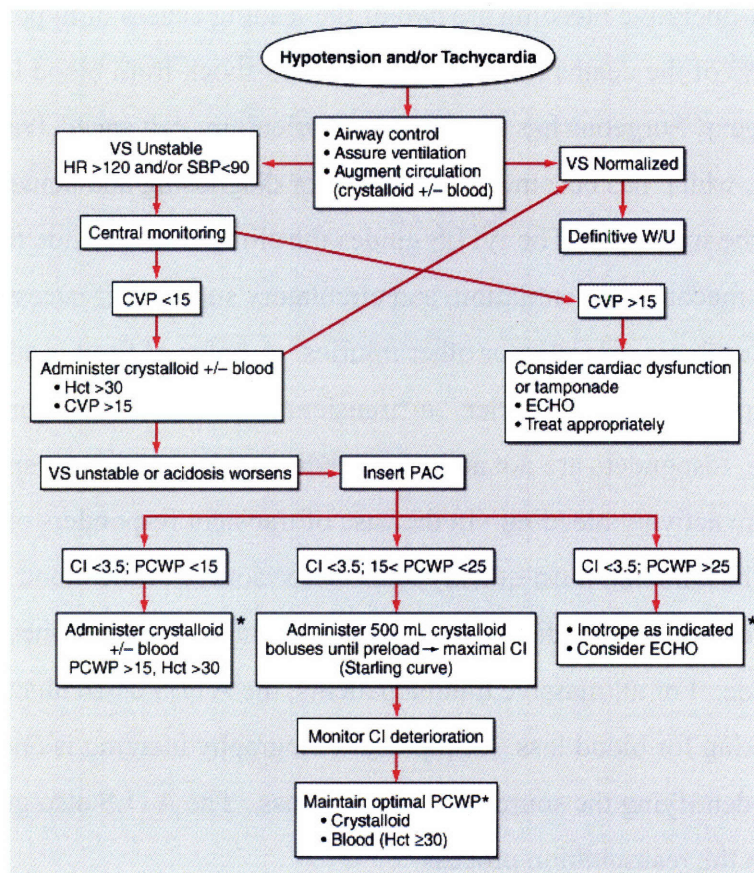 Hypotension and/or Tachycardia
• Airway control
• Assure ventilation
• Augment circulation
(crystalloid +/– blood)
VS Unstable
HR >120 and/or SBP<90
VS Normalized
Central monitoring
Definitive W/U
CVP <15
CVP >15
Administer crystalloid +/– blood
• Hct >30
• CVP >15
Consider cardiac dysfunction
or tamponade
• ECHO
• Treat appropriately
VS unstable or acidosis worsens
Insert PAC
CI <3.5; PCWP <15
CI <3.5; 15< PCWP <25
CI <3.5; PCWP >25
Administer crystalloid
+/– blood
PCWP >15, Hct >30
*
Administer 500 mL crystalloid
boluses until preload → maximal CI
(Starling curve)
• Inotrope as indicated
• Consider ECHO
*
Monitor CI deterioration
Maintain optimal PCWP*
• Crystalloid
• Blood (Hct ≥30)